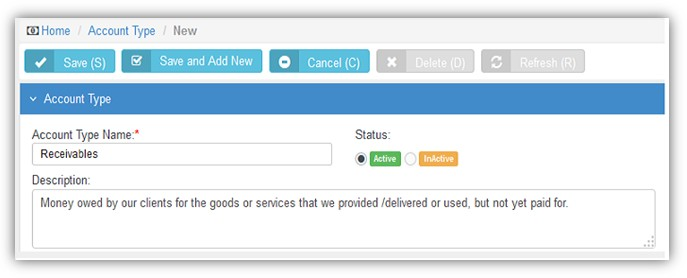 Home / Account Type / New
Save (S) Save and Add New Cancel (C) Delete (D) Refresh (R)
Account Type
Account Type Name:* Status:
Receivables Active InActive
Description:
Money owed by our clients for the goods or services that we provided /delivered or used, but not yet paid for.